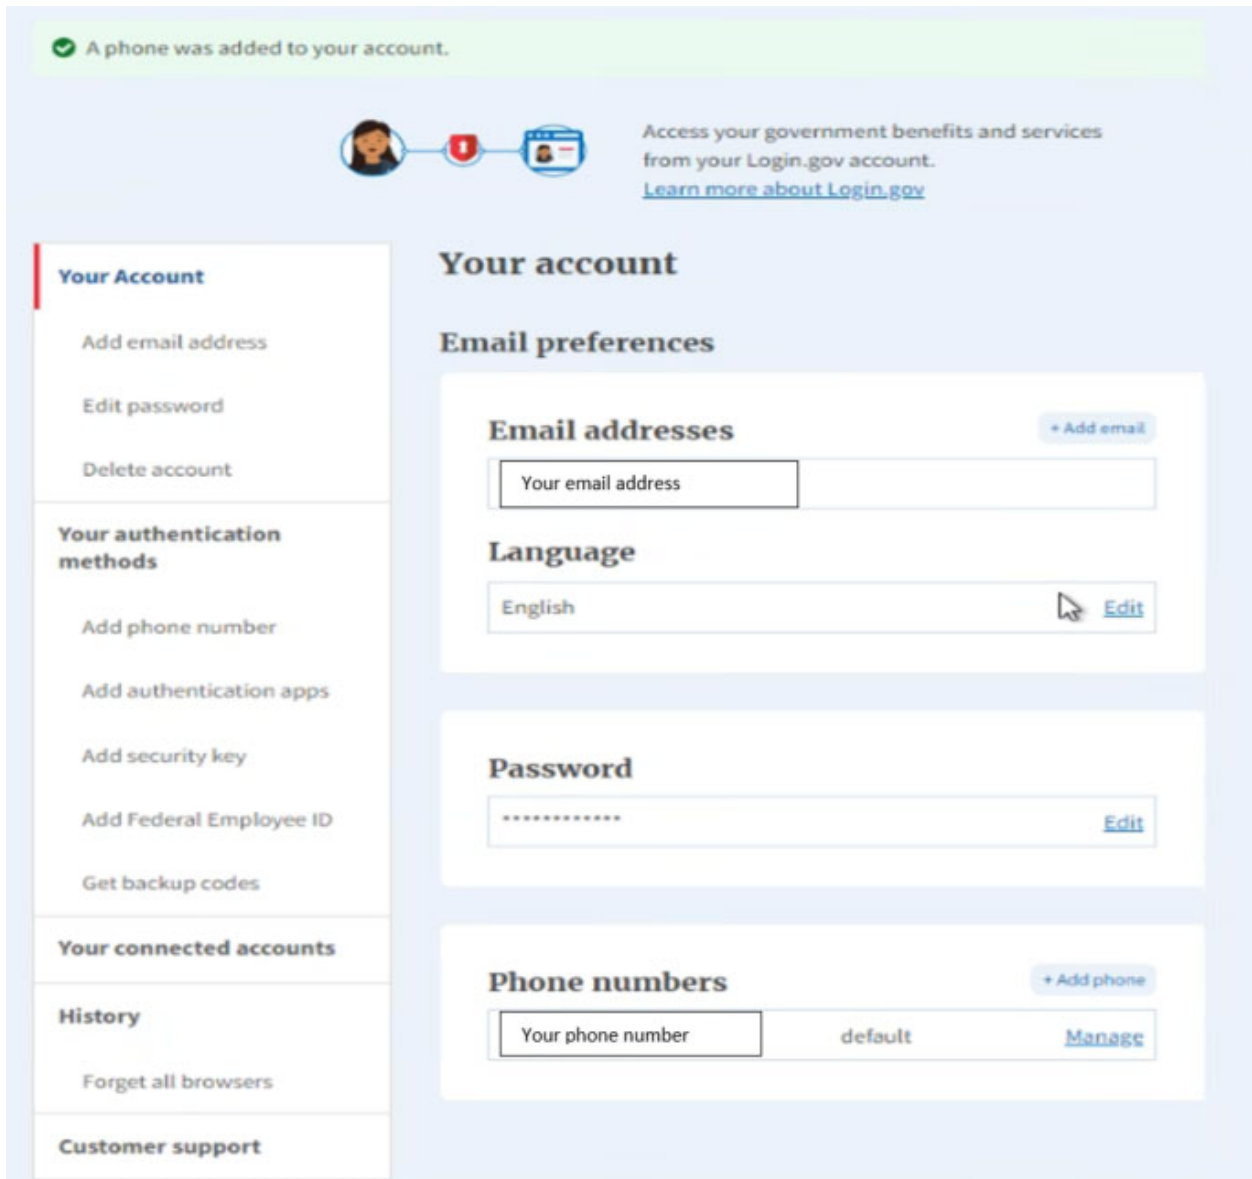 A phone was added to your account.
Access your government benefits and services
from your Login.gov account.
Learn more about Login.gov
Your Account
Add email address
Edit password
Delete account
Your authentication
methods
Add phone number
Add authentication apps
Add security key
Add Federal Employee ID
Get backup codes
Your connected accounts
History
Forget all browsers
Customer support
Your account
Email preferences
Email addresses
+ Add email
Your email address
Language
English
Edit
Password
************
Edit
Phone numbers
+ Add phone
Your phone number
default
Manage